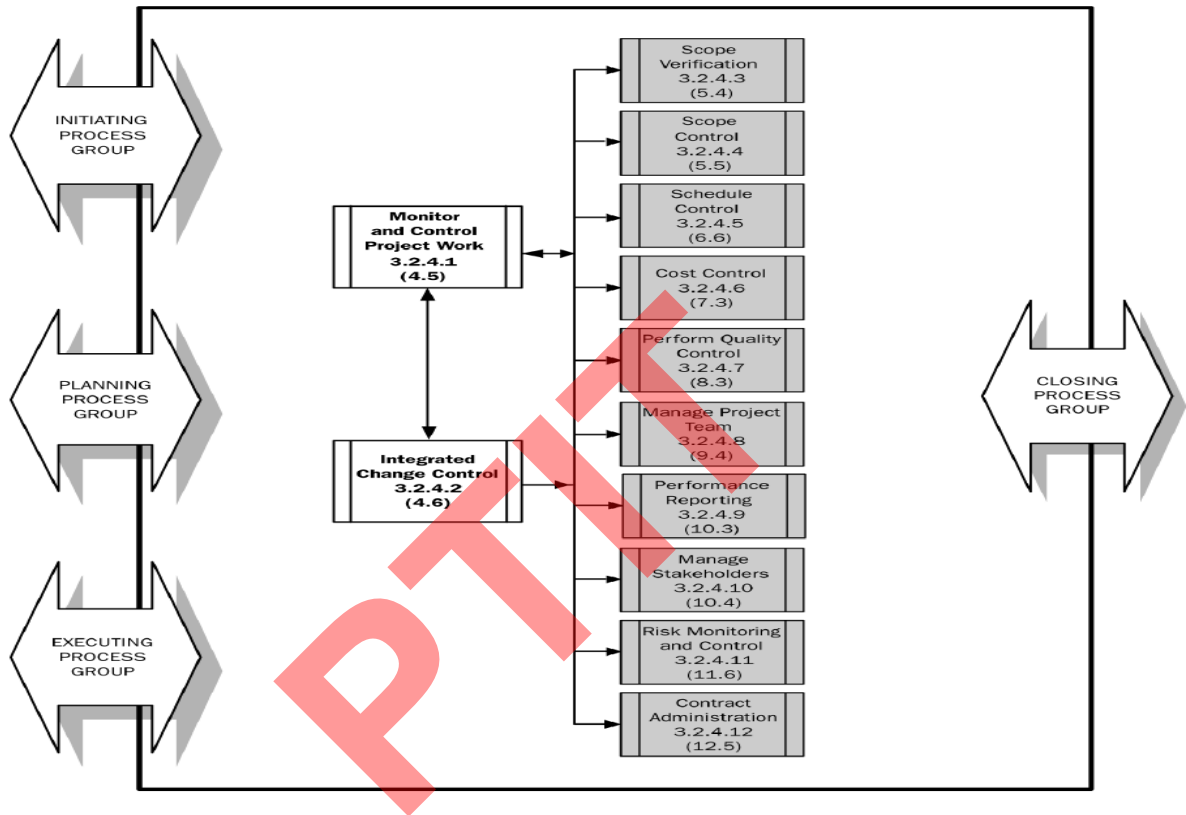 INITIATING
PROCESS
GROUP
PLANNING
PROCESS
GROUP
EXECUTING
PROCESS
GROUP
Monitor
and Control
Project Work
3.2.4.1
(4.5)
Integrated
Change Control
3.2.4.2
(4.6)
Scope
Verification
3.2.4.3
(5.4)
Scope
Control
3.2.4.4
(5.5)
Schedule
Control
3.2.4.5
(6.6)
Cost Control
3.2.4.6
(7.3)
Perform Quality
Control
3.2.4.7
(8.3)
Manage Project
Team
3.2.4.8
(9.4)
Performance
Reporting
3.2.4.9
(10.3)
Manage
Stakeholders
3.2.4.10
(10.4)
Risk Monitoring
and Control
3.2.4.11
(11.6)
Contract
Administration
3.2.4.12
(12.5)
CLOSING
PROCESS
GROUP
PTIT